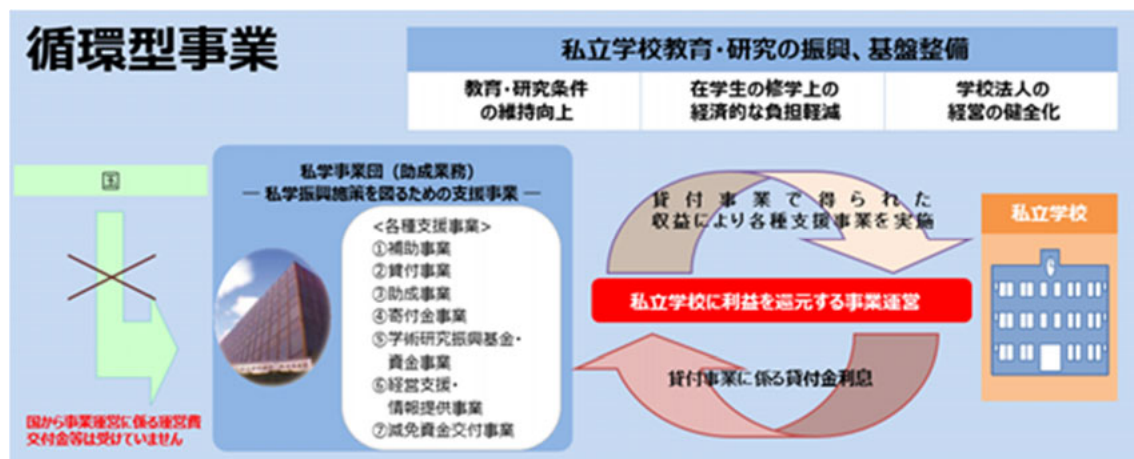 循環型事業
私立学校教育・研究の振興、基盤整備
教育・研究条件
の維持向上
在学生の修学上の
経済的な負担軽減
学校法人の
経営の健全化
国
国から事業運営に係る運営費
交付金等は受けていません
私学事業団（助成業務）
― 私学振興施策を図るための支援事業 ―
<各種支援事業>
①補助事業
②貸付事業
③助成事業
④寄付金事業
⑤学術研究振興基金・
資金事業
⑥経営支援・
情報提供事業
⑦減免資金交付事業
貸付事業で得られた
収益により各種支援事業を実施
私立学校に利益を還元する事業運営
貸付事業に係る貸付金利息
私立学校